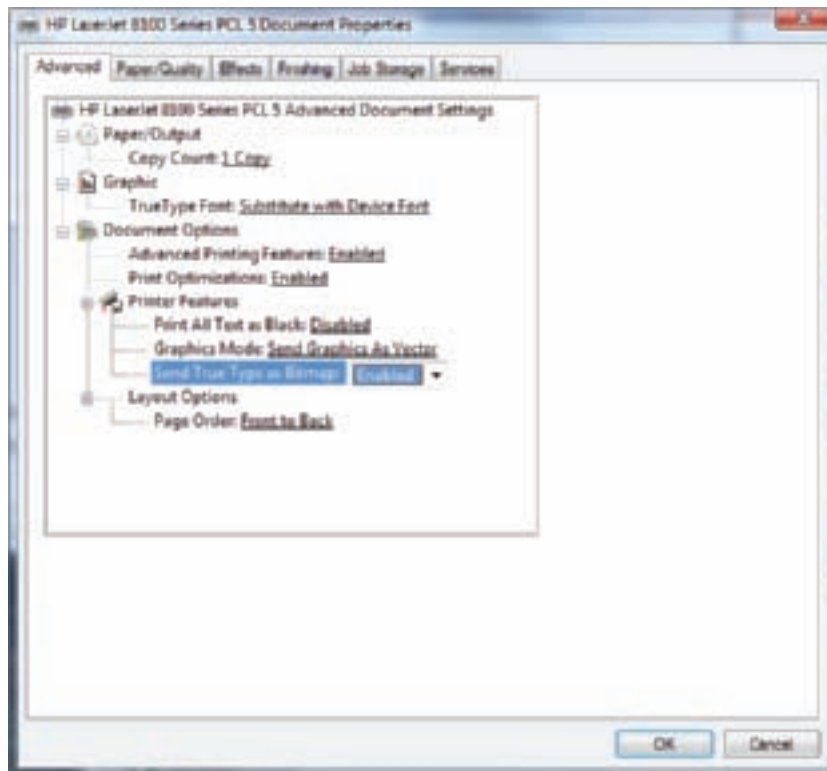 HP LaserJet 8100 Series PCL 5 Document Properties
Advanced Paper/Quality Effects Finishing Job Storage Services
HP LaserJet 8100 Series PCL 5 Advanced Document Settings
Paper/Output
Copy Count: 1 Copy
Graphic
TrueType Font: Substitute with Device Font
Document Options
Advanced Printing Features: Enabled
Print Optimizations: Enabled
Printer Features
Print All Text as Black: Disabled
Graphics Mode: Send Graphics As Vector
Send True Type as Bitmap: Enabled
Layout Options
Page Order: Front to Back
OK Cancel